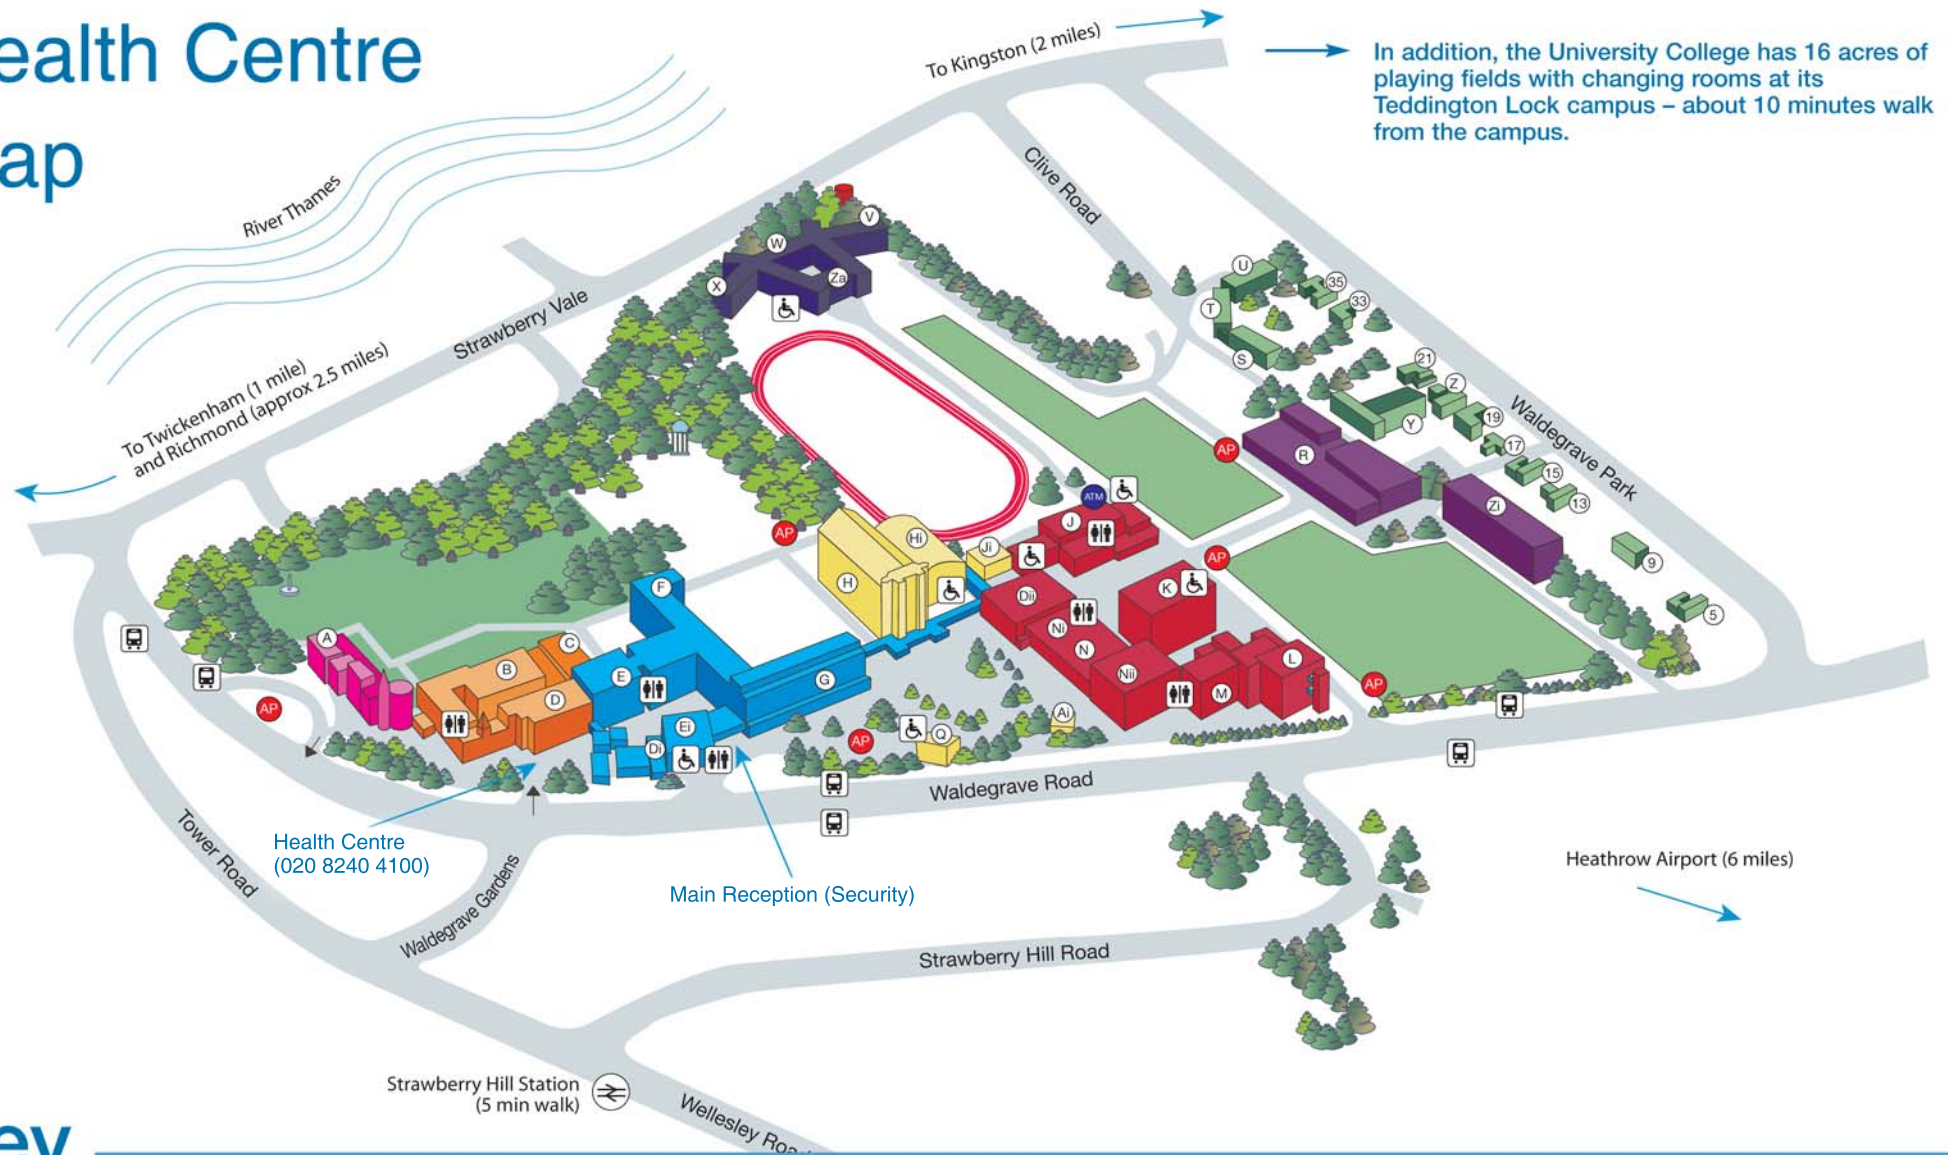 ealth Centre
ap
To Kingston (2 miles)
In addition, the University College has 16 acres of
playing fields with changing rooms at its
Teddington Lock campus – about 10 minutes walk
from the campus.
River Thames
Clive Road
Strawberry Vale
To Twickenham (1 mile)
and Richmond (approx 2.5 miles)
Waldegrave Park
V
W
X
Za
U
T
S
35
33
21
Z
Y
19
17
15
13
9
5
R
Zi
AP
ATM
J
Ji
Hi
H
AP
AP
K
Dii
Ni
N
Nii
M
L
AP
F
G
E
Ei
Di
A
B
C
D
AP
AP
Q
Ai
Waldegrave Road
Tower Road
Health Centre
(020 8240 4100)
Waldegrave Gardens
Main Reception (Security)
Heathrow Airport (6 miles)
Strawberry Hill Road
Strawberry Hill Station
(5 min walk)
Wellesley Road
ey